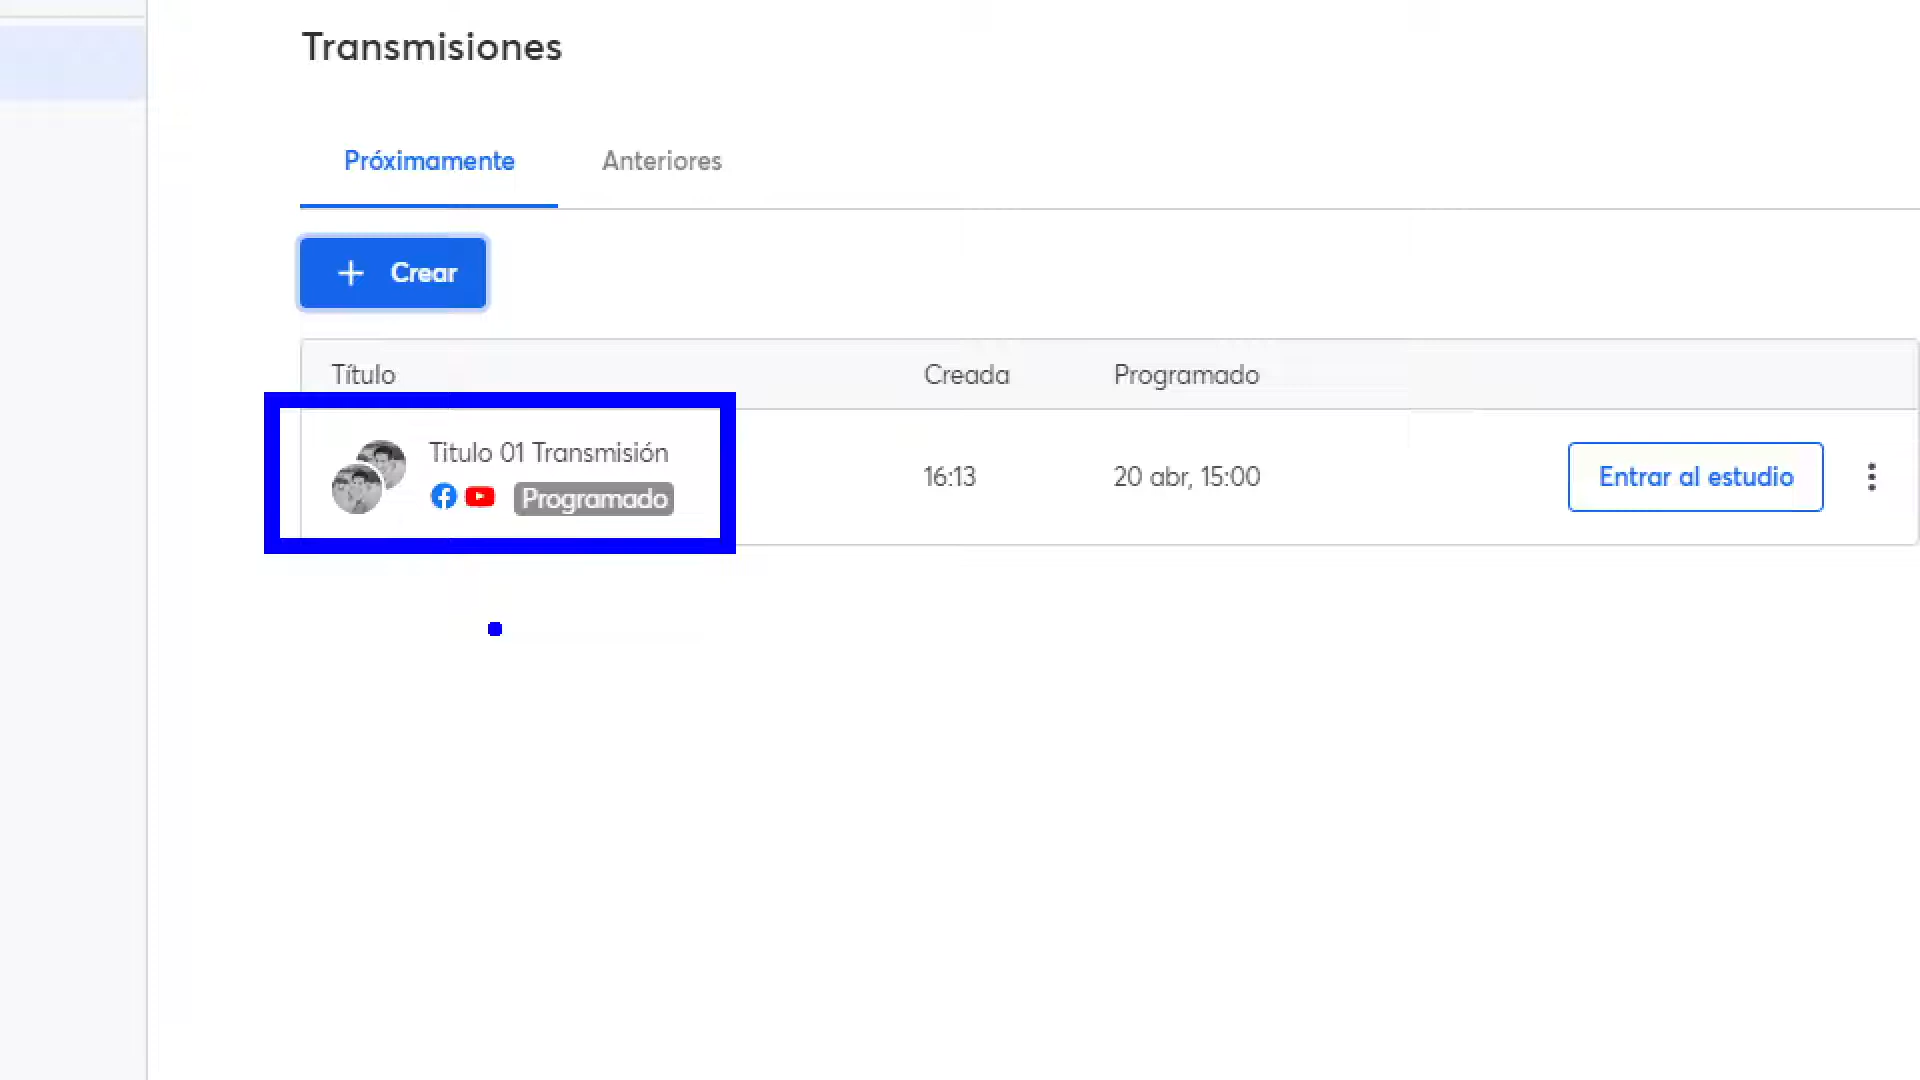 Transmisiones
Próximamente Anteriores
+ Crear
Título Creada Programado
Titulo 01 Transmisión
Programado
16:13 20 abr, 15:00 Entrar al estudio